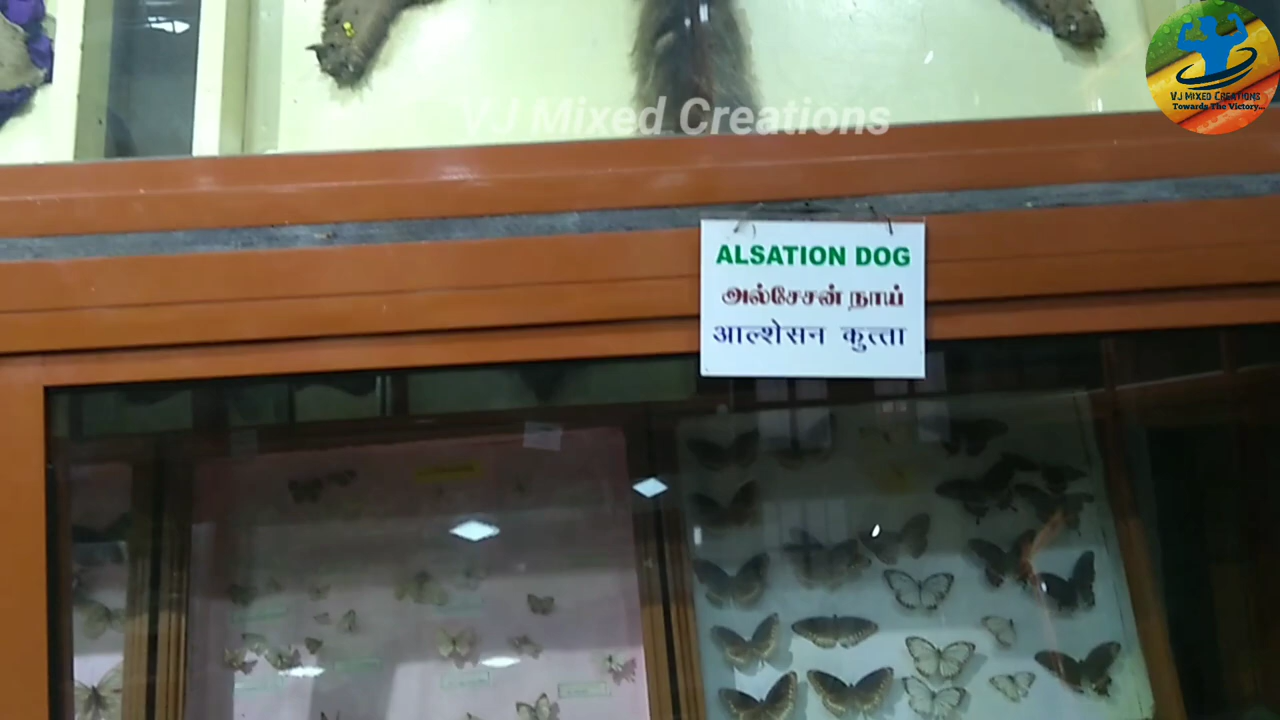 VJ MIXED CREATIONS
Towards The Victory...
VJ Mixed Creations
ALSATION DOG
அல்சேசன் நாய்
आल्शेसन कुत्ता